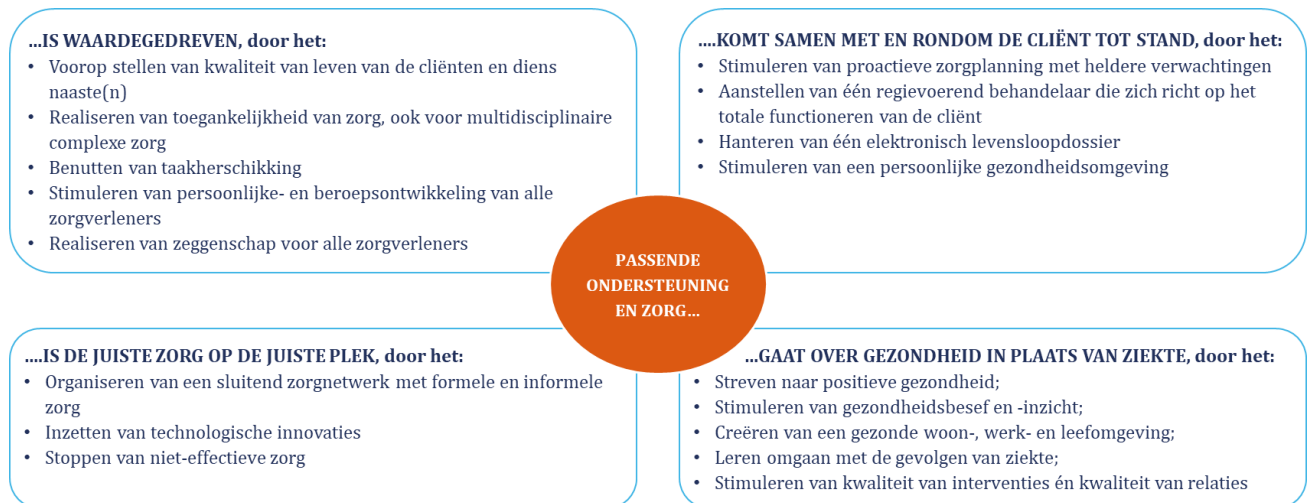 ...IS WAARDEGEDREVEN, door het:
• Voorop stellen van kwaliteit van leven van de cliënten en diens
naaste(n)
• Realiseren van toegankelijkheid van zorg, ook voor multidisciplinaire
complexe zorg
• Benutten van taakherschikking
• Stimuleren van persoonlijke- en beroepsontwikkeling van alle
zorgverleners
• Realiseren van zeggenschap voor alle zorgverleners
....KOMT SAMEN MET EN RONDOM DE CLIËNT TOT STAND, door het:
• Stimuleren van proactieve zorgplanning met heldere verwachtingen
• Aanstellen van één regievoerend behandelaar die zich richt op het
totale functioneren van de cliënt
• Hanteren van één elektronisch levensloopdossier
• Stimuleren van een persoonlijke gezondheidsomgeving
PASSENDE
ONDERSTEUNING
EN ZORG...
....IS DE JUISTE ZORG OP DE JUISTE PLEK, door het:
• Organiseren van een sluitend zorgnetwerk met formele en informele
zorg
• Inzetten van technologische innovaties
• Stoppen van niet-effectieve zorg
...GAAT OVER GEZONDHEID IN PLAATS VAN ZIEKTE, door het:
• Streven naar positieve gezondheid;
• Stimuleren van gezondheidsbesef en -inzicht;
• Creëren van een gezonde woon-, werk- en leefomgeving;
• Leren omgaan met de gevolgen van ziekte;
• Stimuleren van kwaliteit van interventies én kwaliteit van relaties